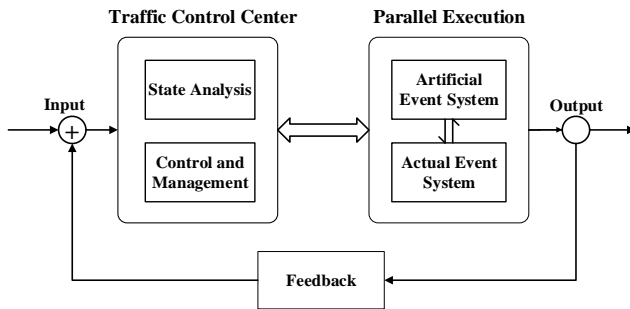 Traffic Control Center
Parallel Execution
Input
State Analysis
Control and
Management
Artificial
Event System
Actual Event
System
Output
Feedback